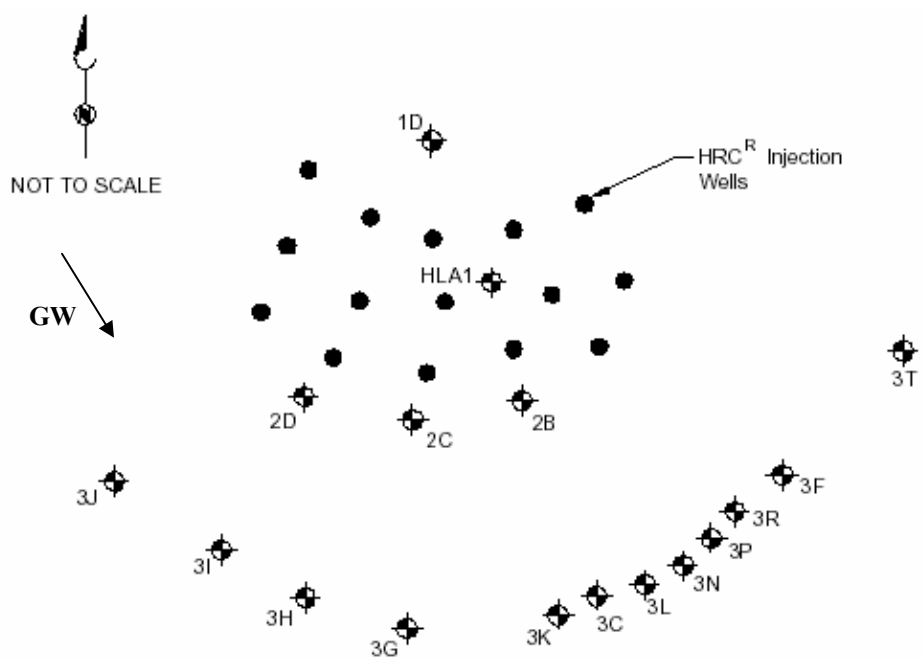 N
NOT TO SCALE
1D
HRC^R Injection
Wells
HLA1
GW
3T
2D
2C
2B
3J
3F
3R
3P
3I
3N
3L
3H
3C
3G
3K